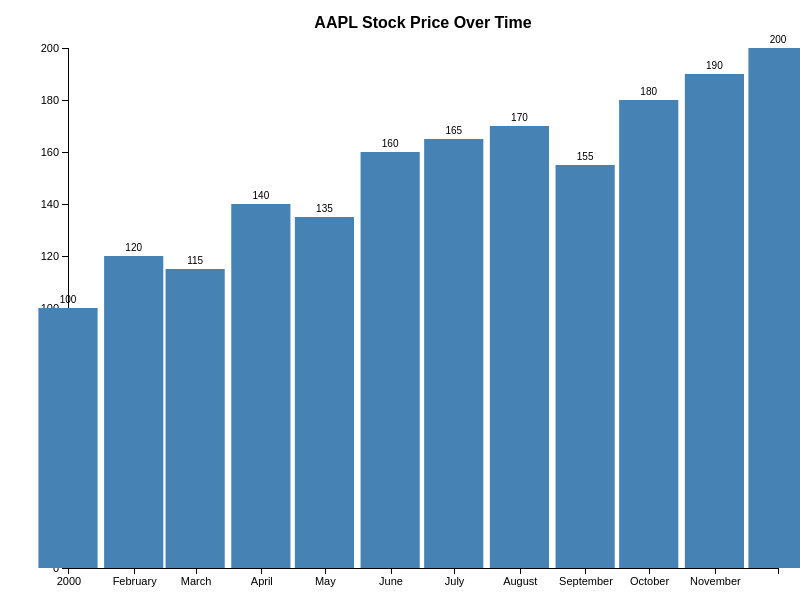 AAPL Stock Price Over Time
200
180
160
140
120
100
120
115
140
135
160
165
170
155
180
190
200
2000
February
March
April
May
June
July
August
September
October
November